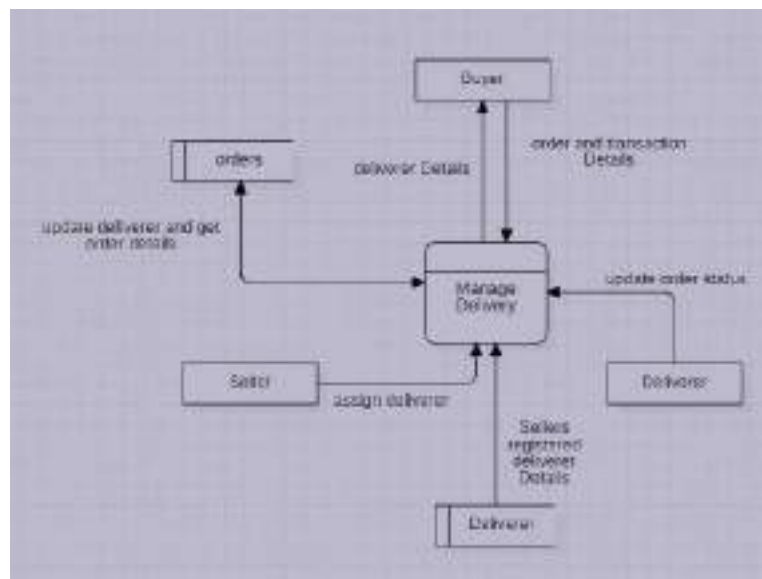 Buyer
orders
deliverer Details
order and transaction
Details
update deliverer and get
order details
Manage
Delivery
update order status
Seller
assign deliverer
Deliverer
Sellers
registered
deliverer
Details
Deliverer